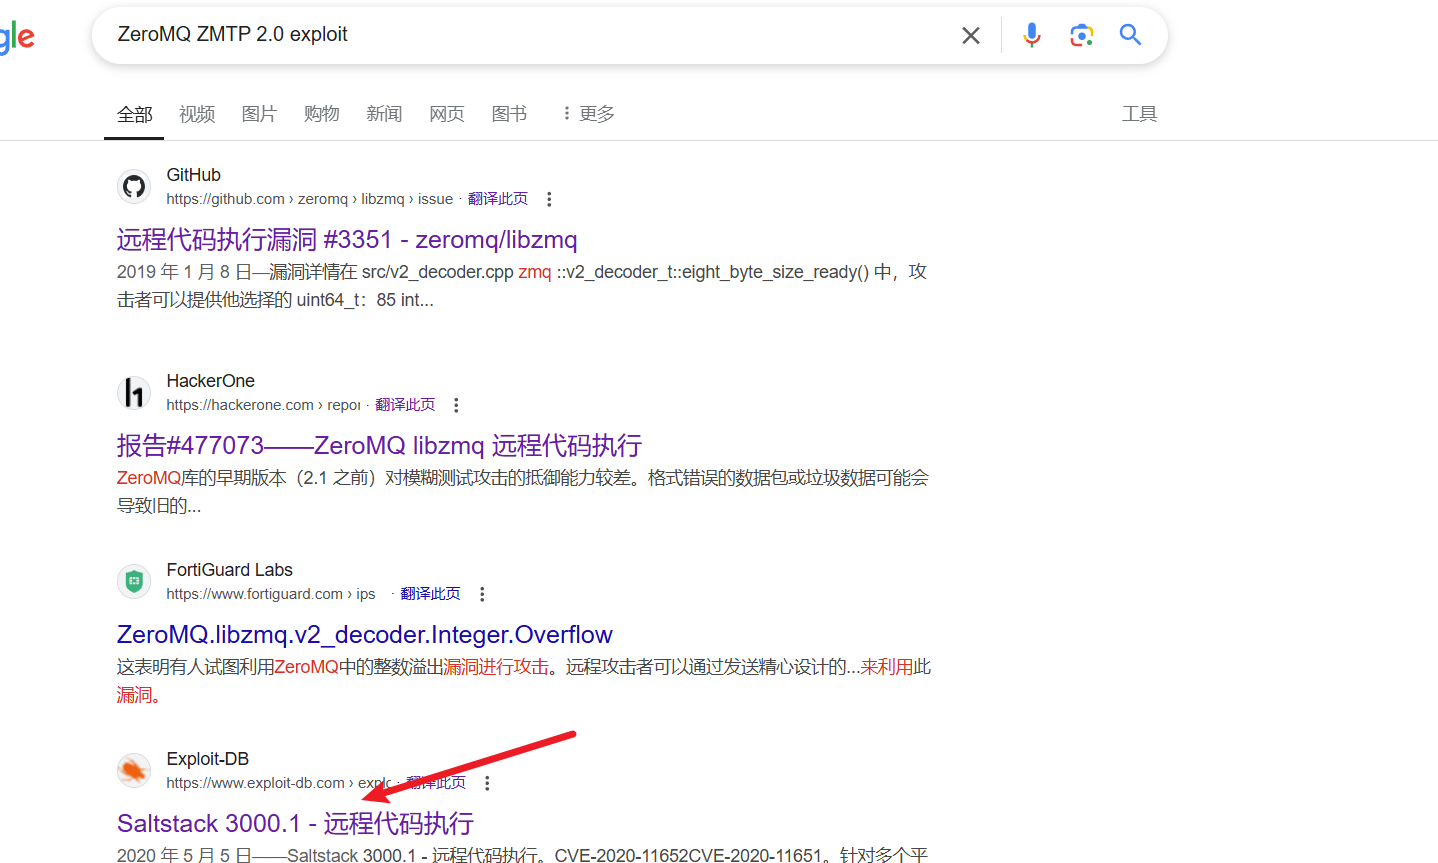 gle
ZeroMQ ZMTP 2.0 exploit
全部 视频 图片 购物 新闻 网页 图书 更多 工具
GitHub
https://github.com › zeromq › libzmq › issue · 翻译此页
远程代码执行漏洞 #3351 - zeromq/libzmq
2019 年 1 月 8 日—漏洞详情在 src/v2_decoder.cpp zmq ::v2_decoder_t::eight_byte_size_ready() 中，攻
击者可以提供他选择的 uint64_t：85 int...
HackerOne
https://hackerone.com › repor · 翻译此页
报告#477073——ZeroMQ libzmq 远程代码执行
ZeroMQ库的早期版本（2.1 之前）对模糊测试攻击的抵御能力较差。格式错误的数据包或垃圾数据可能会
导致旧的...
FortiGuard Labs
https://www.fortiguard.com › ips · 翻译此页
ZeroMQ.libzmq.v2_decoder.Integer.Overflow
这表明有人试图利用ZeroMQ中的整数溢出漏洞进行攻击。远程攻击者可以通过发送精心设计的...来利用此
漏洞。
Exploit-DB
https://www.exploit-db.com › explo · 翻译此页
Saltstack 3000.1 - 远程代码执行
2020 年 5 月 5 日——Saltstack 3000.1 - 远程代码执行。CVE-2020-11652CVE-2020-11651。针对多个平